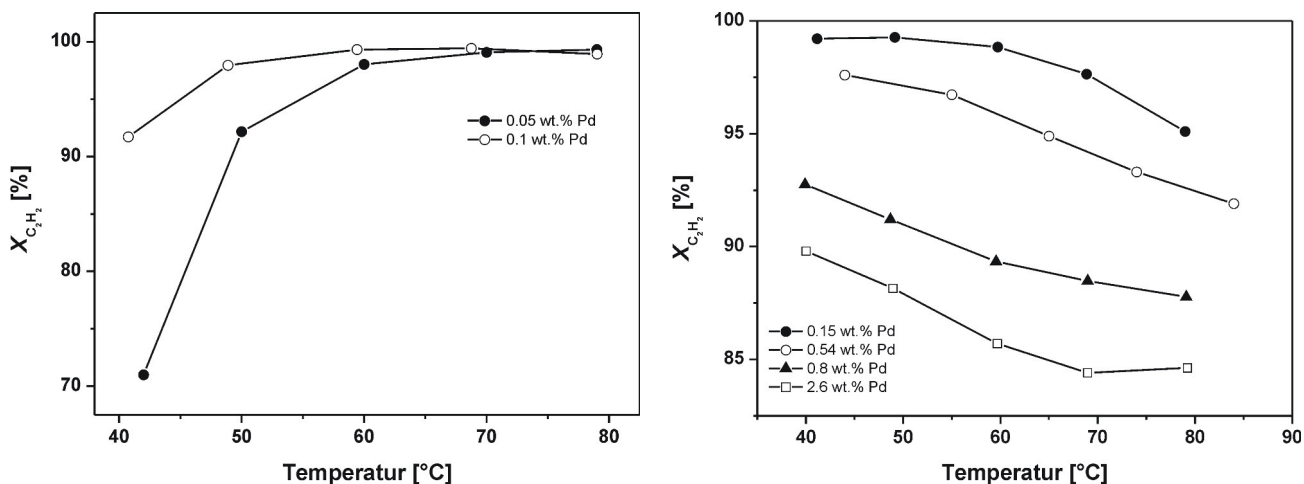 100
90
80
70
X C2H2 [%]
0.05 wt.% Pd
0.1 wt.% Pd
40 50 60 70 80
Temperatur [°C]
100
95
90
85
X C2H2 [%]
0.15 wt.% Pd
0.54 wt.% Pd
0.8 wt.% Pd
2.6 wt.% Pd
40 50 60 70 80 90
Temperatur [°C]